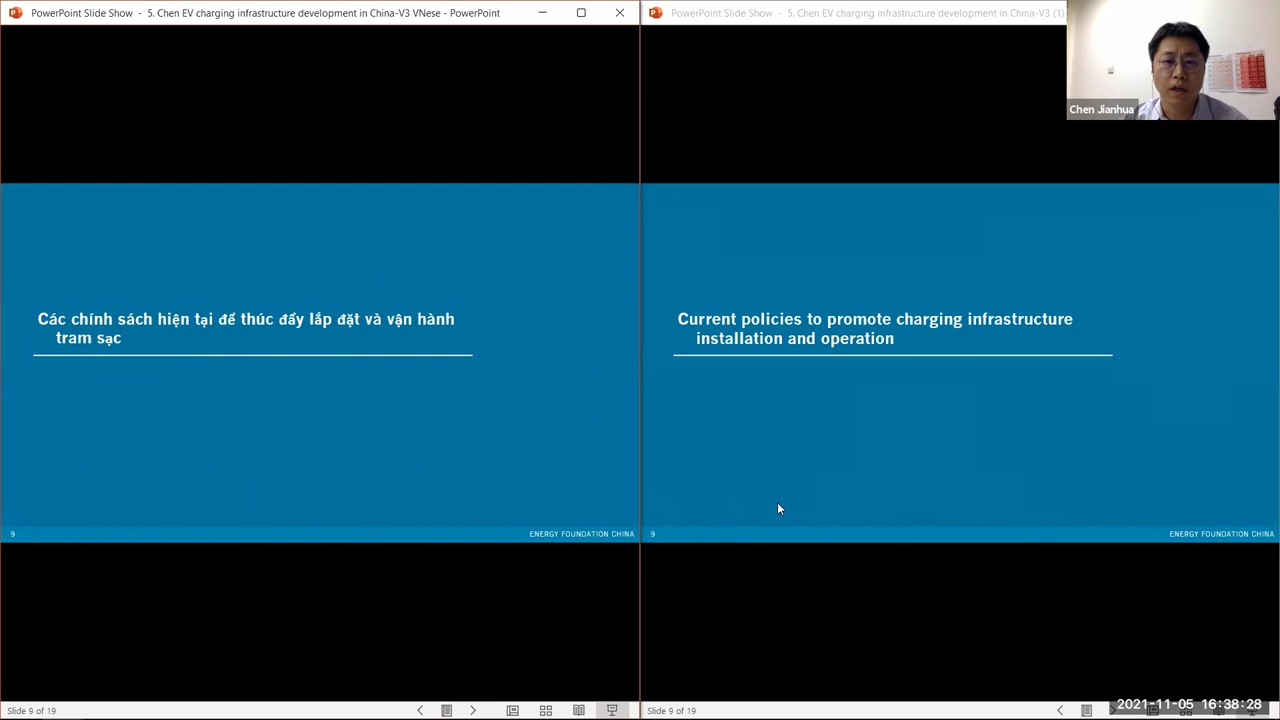 PowerPoint Slide Show - 5. Chen EV charging infrastructure development in China-V3 VNese - PowerPoint
PowerPoint Slide Show - 5. Chen EV charging infrastructure development in China-V3 (1)
Chen Jianhua
Các chính sách hiện tại để thúc đẩy lắp đặt và vận hành
tram sạc
Current policies to promote charging infrastructure
installation and operation
9
ENERGY FOUNDATION CHINA
9
ENERGY FOUNDATION CHINA
Slide 9 of 19
Slide 9 of 19
2021-11-05 16:38:28